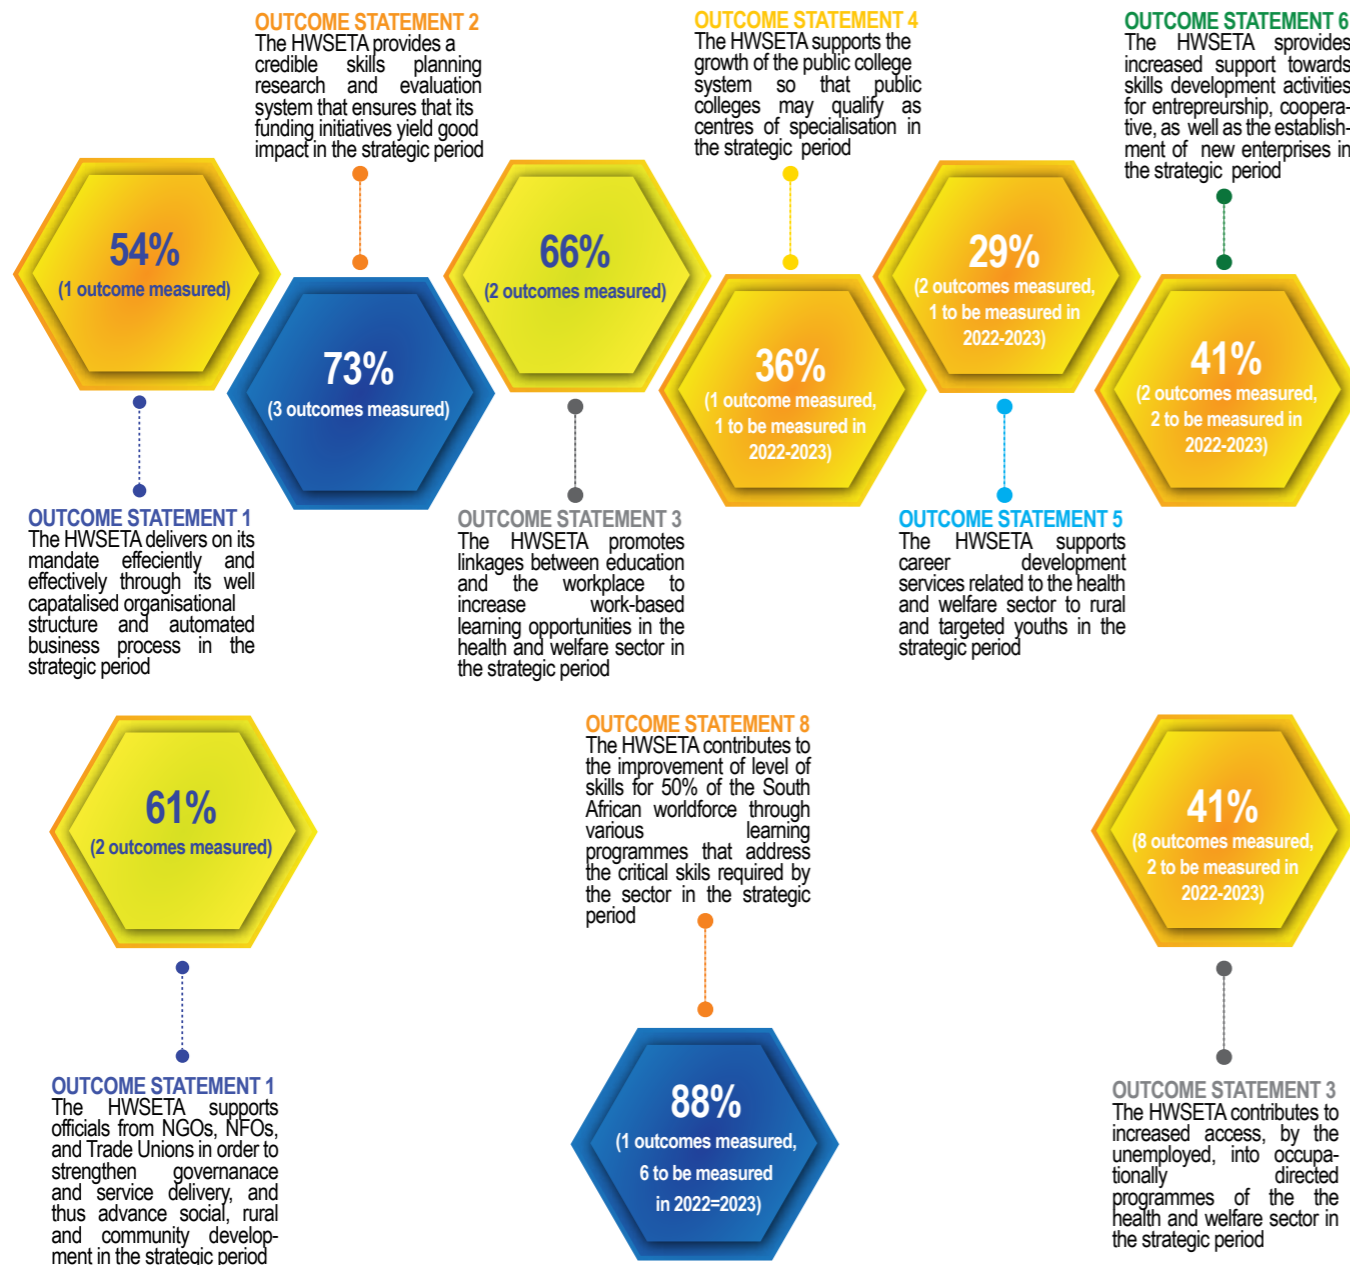 OUTCOME STATEMENT 2
The HWSETA provides a
credible skills planning
research and evaluation
system that ensures that its
funding initiatives yield good
impact in the strategic period
OUTCOME STATEMENT 4
The HWSETA supports the
growth of the public college
system so that public
colleges may qualify as
centres of specialisation in
the strategic period
OUTCOME STATEMENT 6
The HWSETA sprovides
increased support towards
skills development activities
for entrepreurship, coopera-
tive, as well as the establish-
ment of new enterprises in
the strategic period
54%
(1 outcome measured)
73%
(3 outcomes measured)
66%
(2 outcomes measured)
36%
(1 outcome measured,
1 to be measured in
2022-2023)
29%
(2 outcomes measured,
1 to be measured in
2022-2023)
41%
(2 outcomes measured,
2 to be measured in
2022-2023)
OUTCOME STATEMENT 1
The HWSETA delivers on its
mandate effeciently and
effectively through its well
capatalised organisational
structure and automated
business process in the
strategic period
OUTCOME STATEMENT 3
The HWSETA promotes
linkages between education
and the workplace to
increase work-based
learning opportunities in the
health and welfare sector in
the strategic period
OUTCOME STATEMENT 5
The HWSETA supports
career development
services related to the health
and welfare sector to rural
and targeted youths in the
strategic period
61%
(2 outcomes measured)
OUTCOME STATEMENT 1
The HWSETA supports
officials from NGOs, NFOs,
and Trade Unions in order to
strengthen governanace
and service delivery, and
thus advance social, rural
and community develop-
ment in the strategic period
OUTCOME STATEMENT 8
The HWSETA contributes to
the improvement of level of
skills for 50% of the South
African worldforce through
various learning
programmes that address
the critical skils required by
the sector in the strategic
period
88%
(1 outcomes measured,
6 to be measured
in 2022=2023)
41%
(8 outcomes measured,
2 to be measured in
2022-2023)
OUTCOME STATEMENT 3
The HWSETA contributes to
increased access, by the
unemployed, into occupa-
tionally directed
programmes of the the
health and welfare sector in
the strategic period